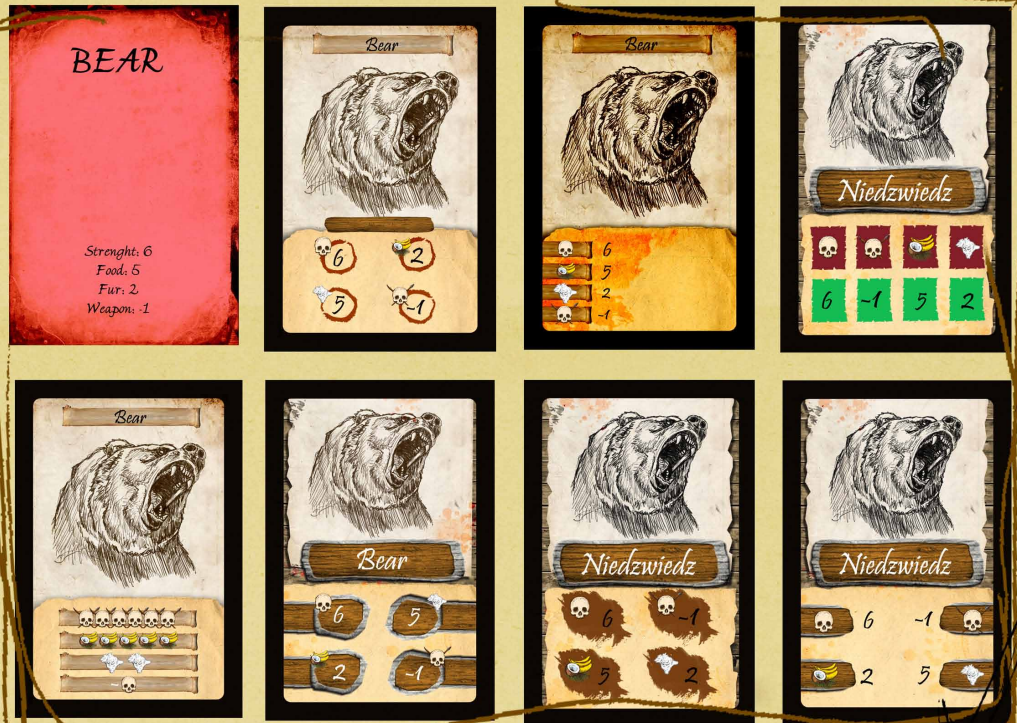 BEAR
Strenght: 6
Food: 5
Fur: 2
Weapon: -1
Bear
6
2
5
-1
Bear
6
5
2
-1
Niedzwiedz
6 -1 5 2
Bear
-
Bear
6 5
2 -1
Niedzwiedz
6 -1
5 2
Niedzwiedz
6 -1
2 5